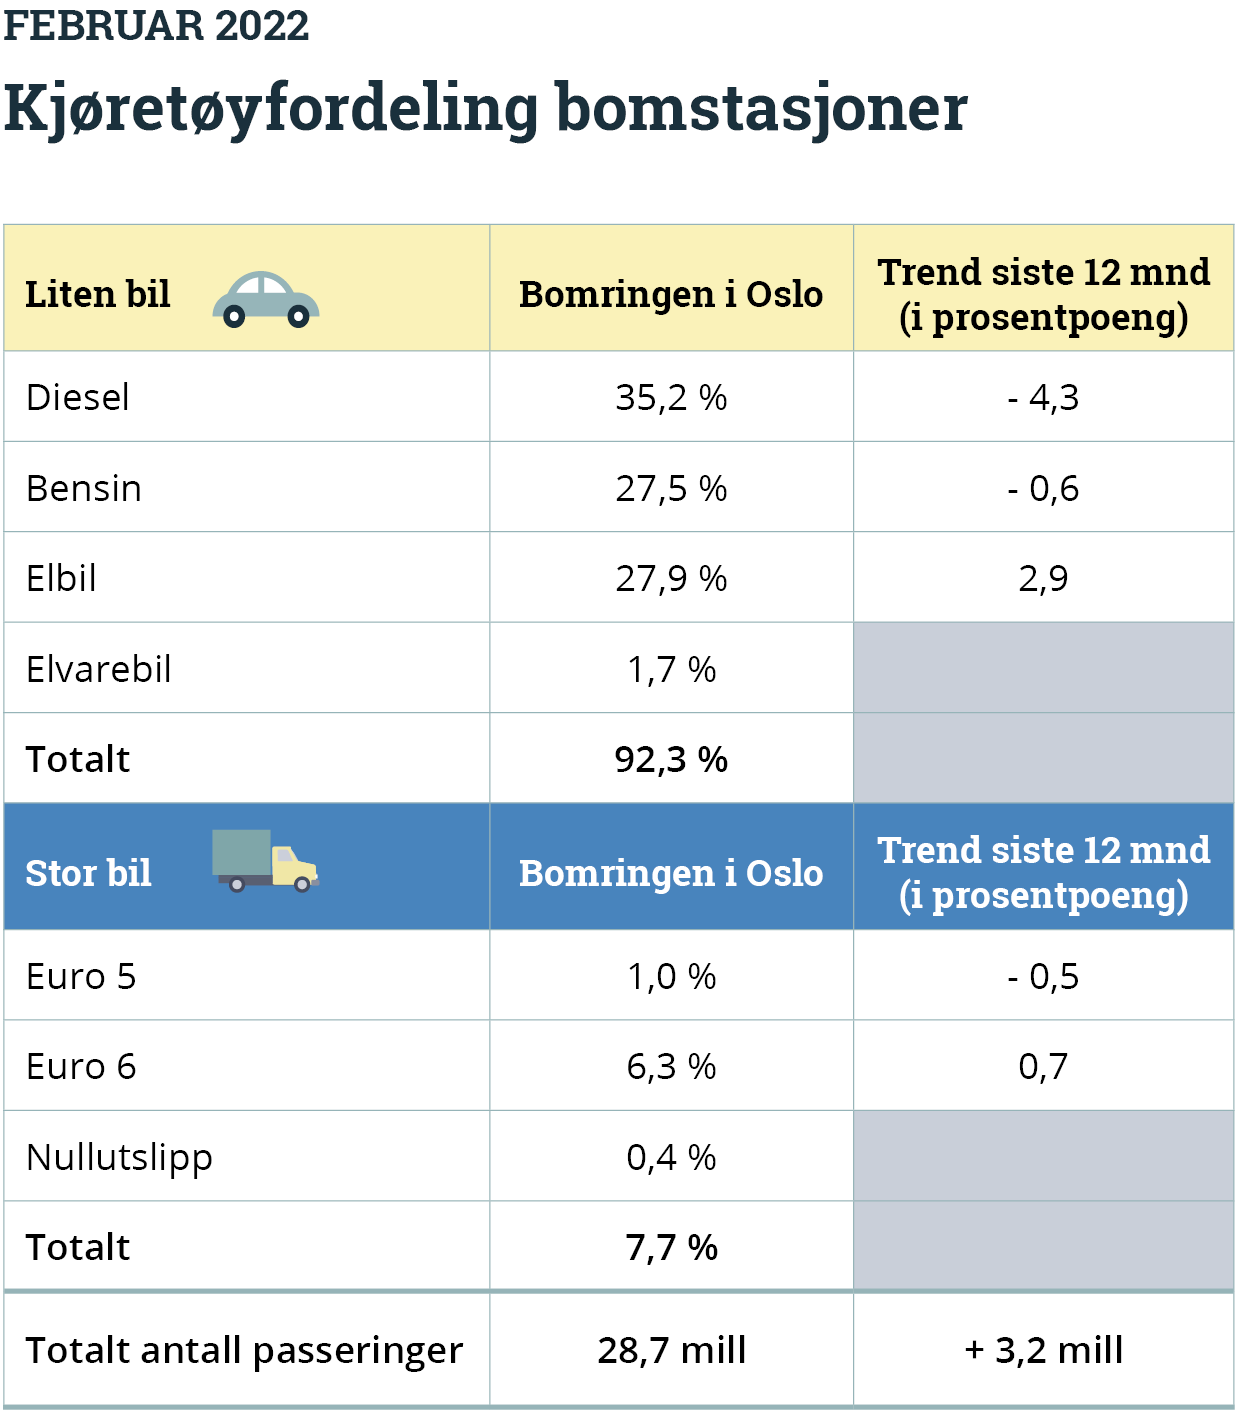 FEBRUAR 2022
Kjøretøyfordeling bomstasjoner
Liten bil Bomringen i Oslo Trend siste 12 mnd (i prosentpoeng)
Diesel 35,2 % - 4,3
Bensin 27,5 % - 0,6
Elbil 27,9 % 2,9
Elvarebil 1,7 %
Totalt 92,3 %
Stor bil Bomringen i Oslo Trend siste 12 mnd (i prosentpoeng)
Euro 5 1,0 % - 0,5
Euro 6 6,3 % 0,7
Nullutslipp 0,4 %
Totalt 7,7 %
Totalt antall passeringer 28,7 mill + 3,2 mill